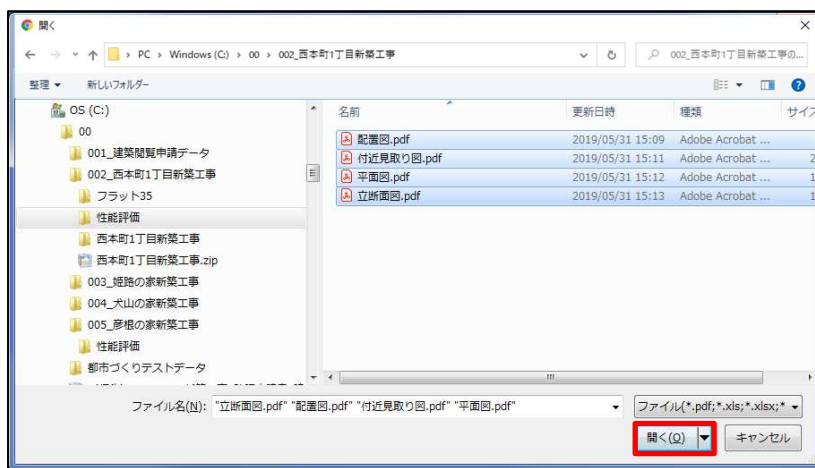 開く
PC › Windows (C:) › 00 › 002_西本町1丁目新築工事
002_西本町1丁目新築工事の...
整理 新しいフォルダー
OS (C:)
00
001_建築閲覧申請データ
002_西本町1丁目新築工事
フラット35
性能評価
西本町1丁目新築工事
西本町1丁目新築工事.zip
003_姫路の家新築工事
004_犬山の家新築工事
005_彦根の家新築工事
性能評価
都市づくりテストデータ
名前 更新日時 種類 サイズ
配置図.pdf 2019/05/31 15:09 Adobe Acrobat ...
付近見取り図.pdf 2019/05/31 15:11 Adobe Acrobat ... 2
平面図.pdf 2019/05/31 15:12 Adobe Acrobat ... 1
立断面図.pdf 2019/05/31 15:13 Adobe Acrobat ... 1
ファイル名(N): "立断面図.pdf" "配置図.pdf" "付近見取り図.pdf" "平面図.pdf"
ファイル(*.pdf;*.xls;*.xlsx;*
開く(O) キャンセル